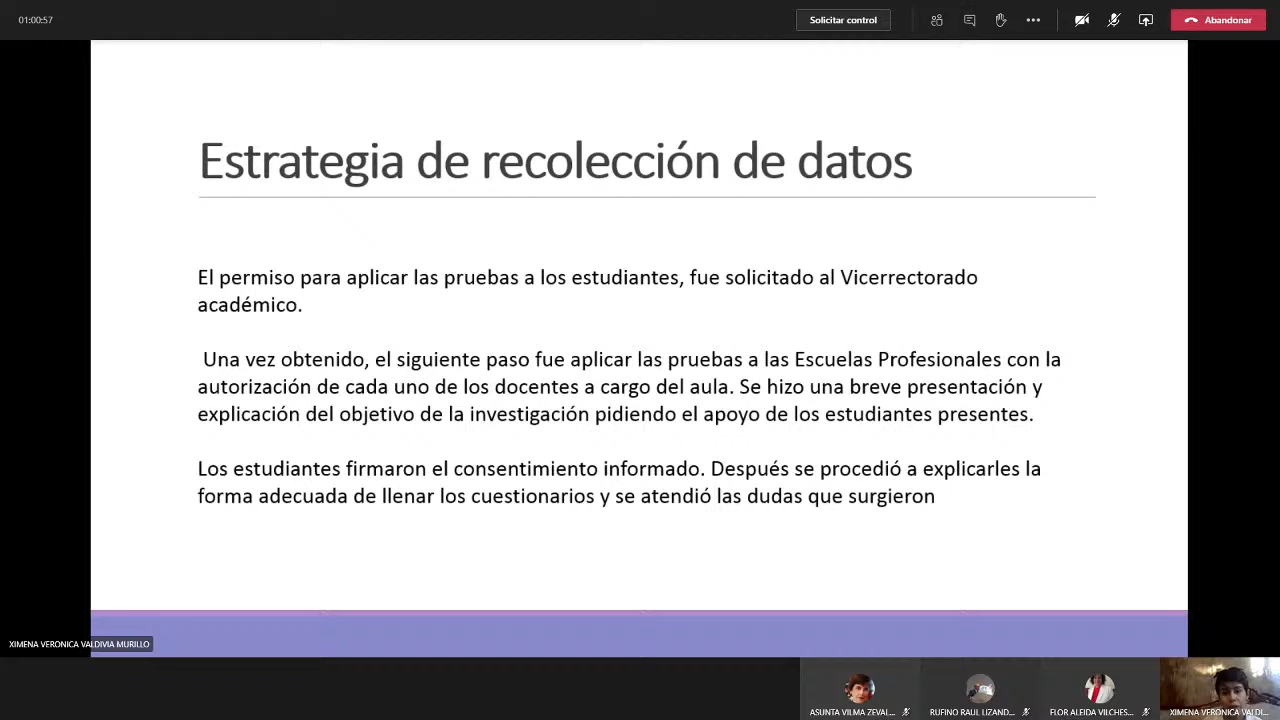 01:00:57
Solicitar control
Abandonar
Estrategia de recolección de datos
El permiso para aplicar las pruebas a los estudiantes, fue solicitado al Vicerrectorado
académico.
Una vez obtenido, el siguiente paso fue aplicar las pruebas a las Escuelas Profesionales con la
autorización de cada uno de los docentes a cargo del aula. Se hizo una breve presentación y
explicación del objetivo de la investigación pidiendo el apoyo de los estudiantes presentes.
Los estudiantes firmaron el consentimiento informado. Después se procedió a explicarles la
forma adecuada de llenar los cuestionarios y se atendió las dudas que surgieron
XIMENA VERONICA VALDIVIA MURILLO
ASUNTA VILMA ZEVAL...
RUFINO RAUL LIZAND...
FLOR ALEIDA VILCHES...
XIMENA VERONICA VALDI...